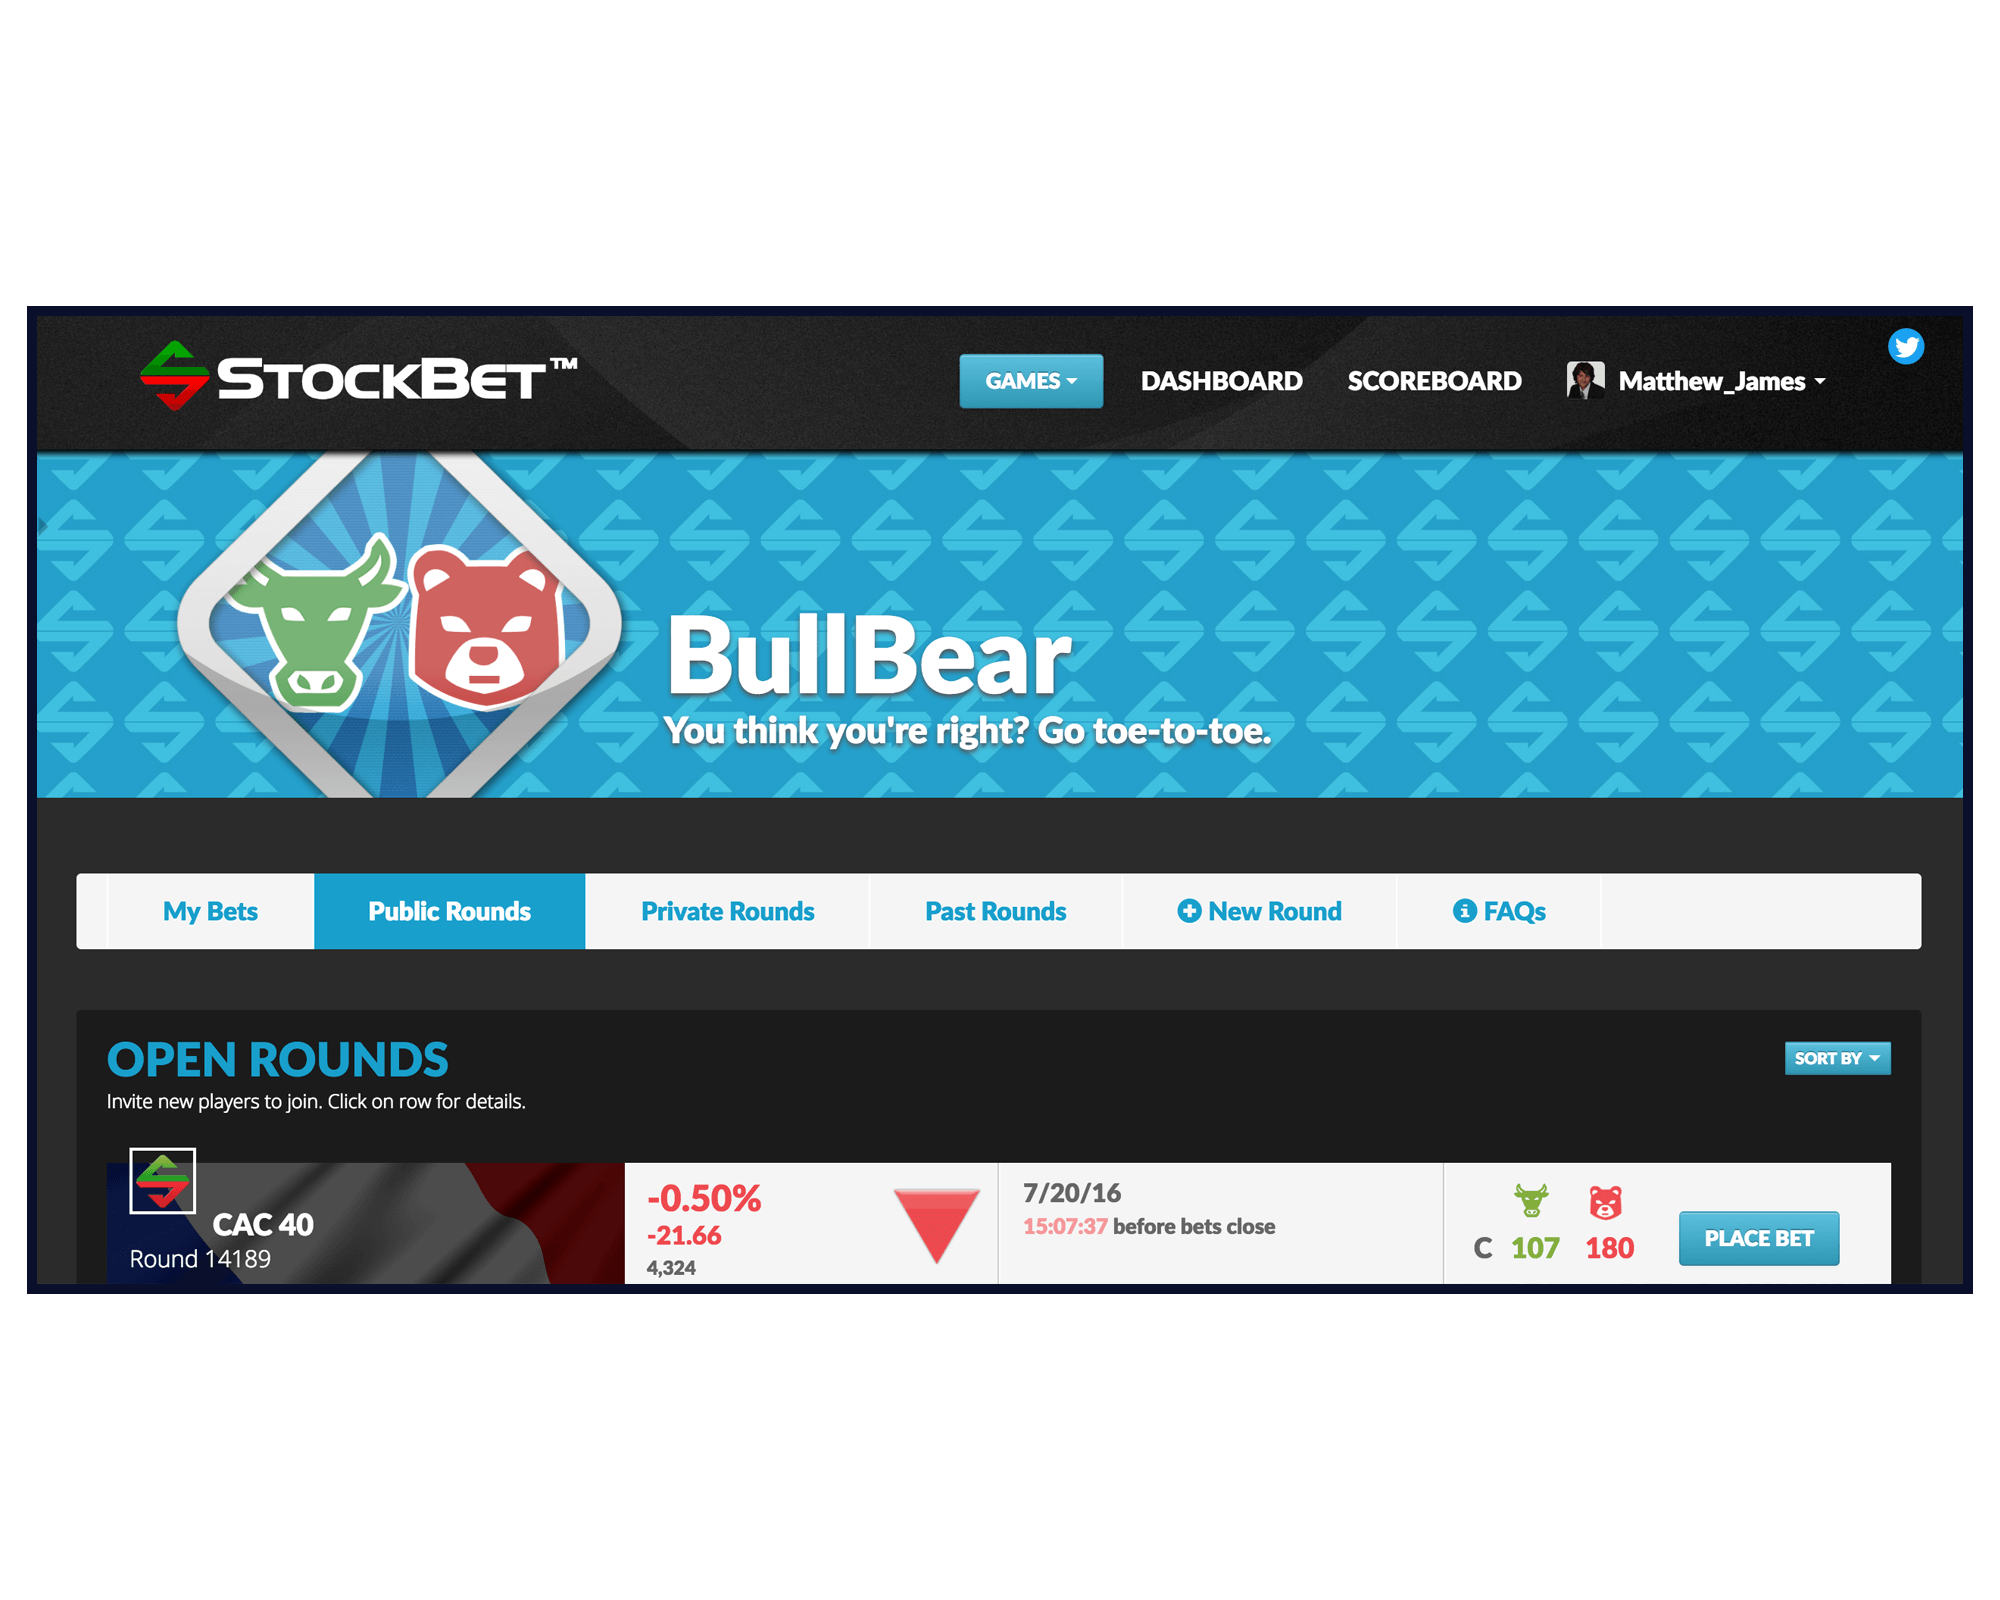 STOCKBET™
GAMES
DASHBOARD
SCOREBOARD
Matthew_James
BullBear
You think you're right? Go toe-to-toe.
My Bets
Public Rounds
Private Rounds
Past Rounds
New Round
FAQs
OPEN ROUNDS
SORT BY
Invite new players to join. Click on row for details.
CAC 40
Round 14189
-0.50%
-21.66
4,324
7/20/16
15:07:37 before bets close
C 107 180
PLACE BET